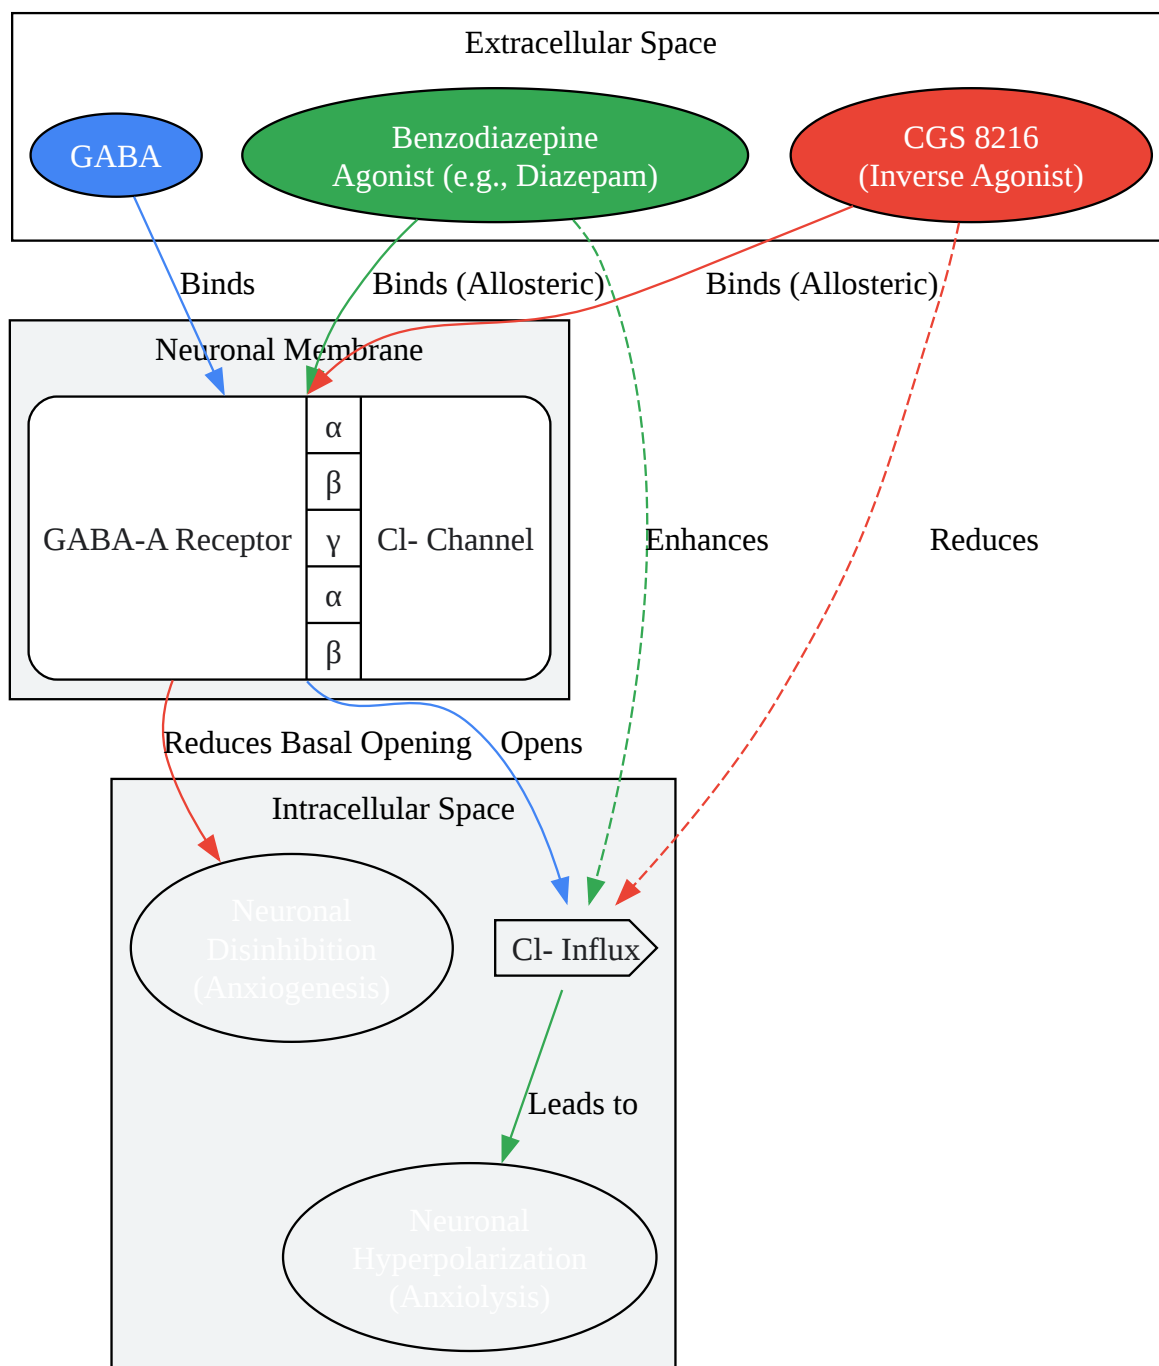 Extracellular Space
GABA
Benzodiazepine
Agonist (e.g., Diazepam)
CGS 8216
(Inverse Agonist)
Binds
Binds (Allosteric)
Binds (Allosteric)
Neuronal Membrane
GABA-A Receptor
α
β
γ
α
β
Cl- Channel
Enhances
Reduces
Reduces Basal Opening
Opens
Intracellular Space
Neuronal
Disinhibition
(Anxiogenesis)
Cl- Influx
Leads to
Neuronal
Hyperpolarization
(Anxiolysis)